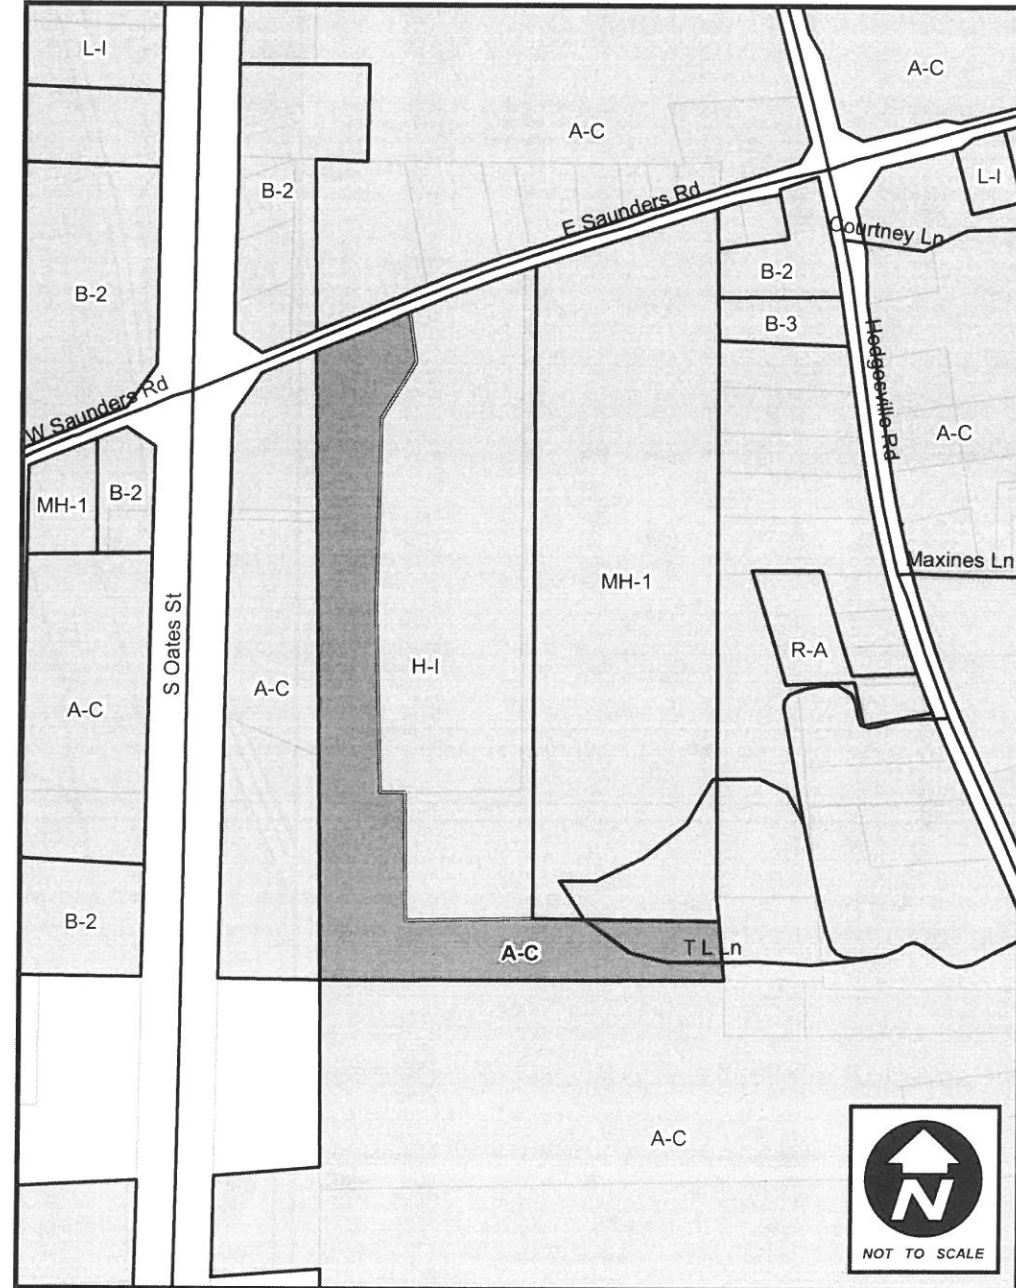 L-I
A-C
A-C
B-2
L-I
E Saunders Rd
Courtney Ln
B-2
B-2
B-3
Hodgesville Rd
W Saunders Rd
A-C
MH-1
B-2
Maxines Ln
MH-1
S Oates St
R-A
H-I
A-C
A-C
B-2
A-C
T L Ln
A-C
N
NOT TO SCALE